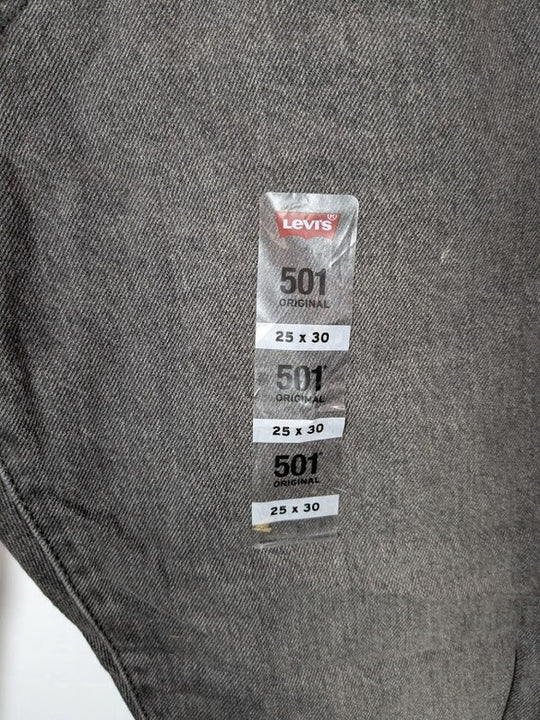 Levi's®
501
ORIGINAL
25 x 30
501®
ORIGINAL
25 x 30
501®
ORIGINAL
25 x 30